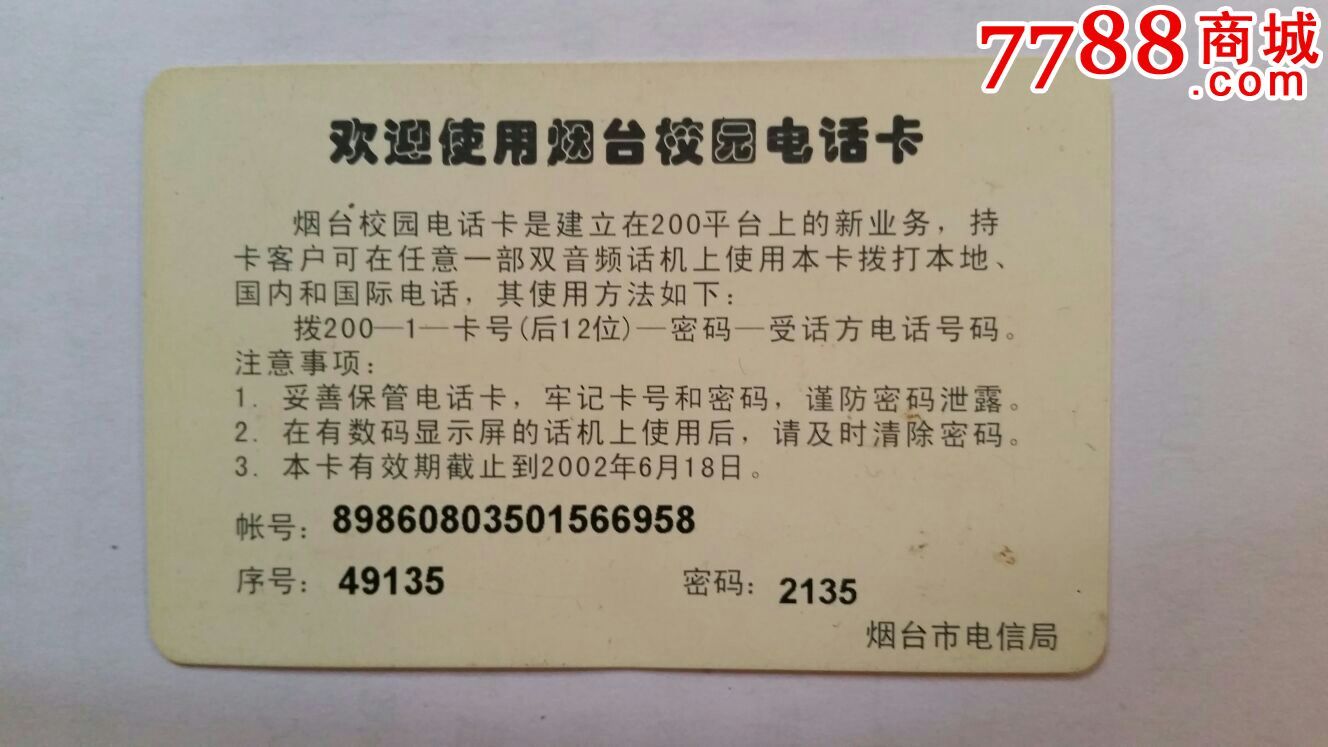 7788商城
.com
欢迎使用烟台校园电话卡
烟台校园电话卡是建立在200平台上的新业务，持
卡客户可在任意一部双音频话机上使用本卡拨打本地、
国内和国际电话，其使用方法如下：
拨200—1—卡号(后12位)—密码—受话方电话号码。
注意事项：
1. 妥善保管电话卡，牢记卡号和密码，谨防密码泄露。
2. 在有数码显示屏的话机上使用后，请及时清除密码。
3. 本卡有效期截止到2002年6月18日。
帐号：89860803501566958
序号：49135 密码：2135
烟台市电信局